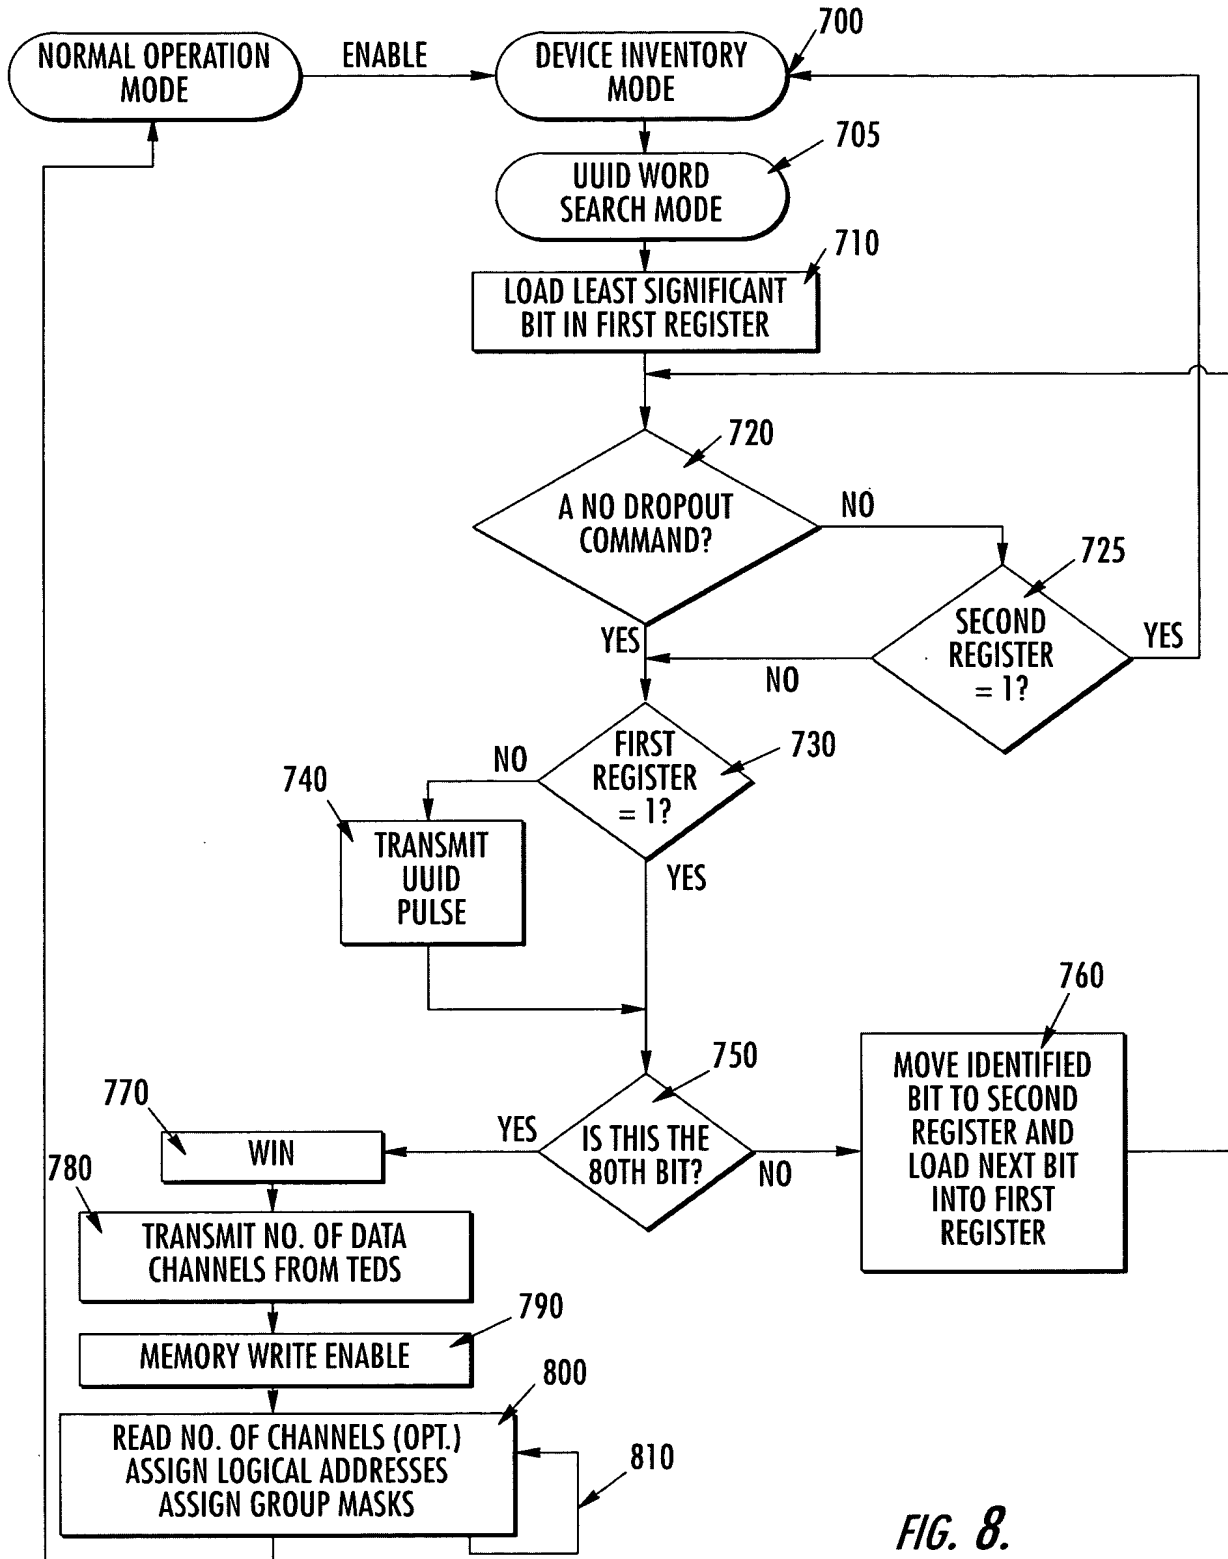 700
NORMAL OPERATION
MODE
ENABLE
DEVICE INVENTORY
MODE
705
UUID WORD
SEARCH MODE
710
LOAD LEAST SIGNIFICANT
BIT IN FIRST REGISTER
720
A NO DROPOUT
COMMAND?
NO
725
YES
SECOND
REGISTER
= 1?
YES
NO
730
FIRST
REGISTER
= 1?
NO
740
TRANSMIT
UUID
PULSE
YES
760
750
MOVE IDENTIFIED
BIT TO SECOND
REGISTER AND
LOAD NEXT BIT
INTO FIRST
REGISTER
770
YES
IS THIS THE
80TH BIT?
NO
WIN
780
TRANSMIT NO. OF DATA
CHANNELS FROM TEDS
790
MEMORY WRITE ENABLE
800
READ NO. OF CHANNELS (OPT.)
ASSIGN LOGICAL ADDRESSES
ASSIGN GROUP MASKS
810
FIG. 8.